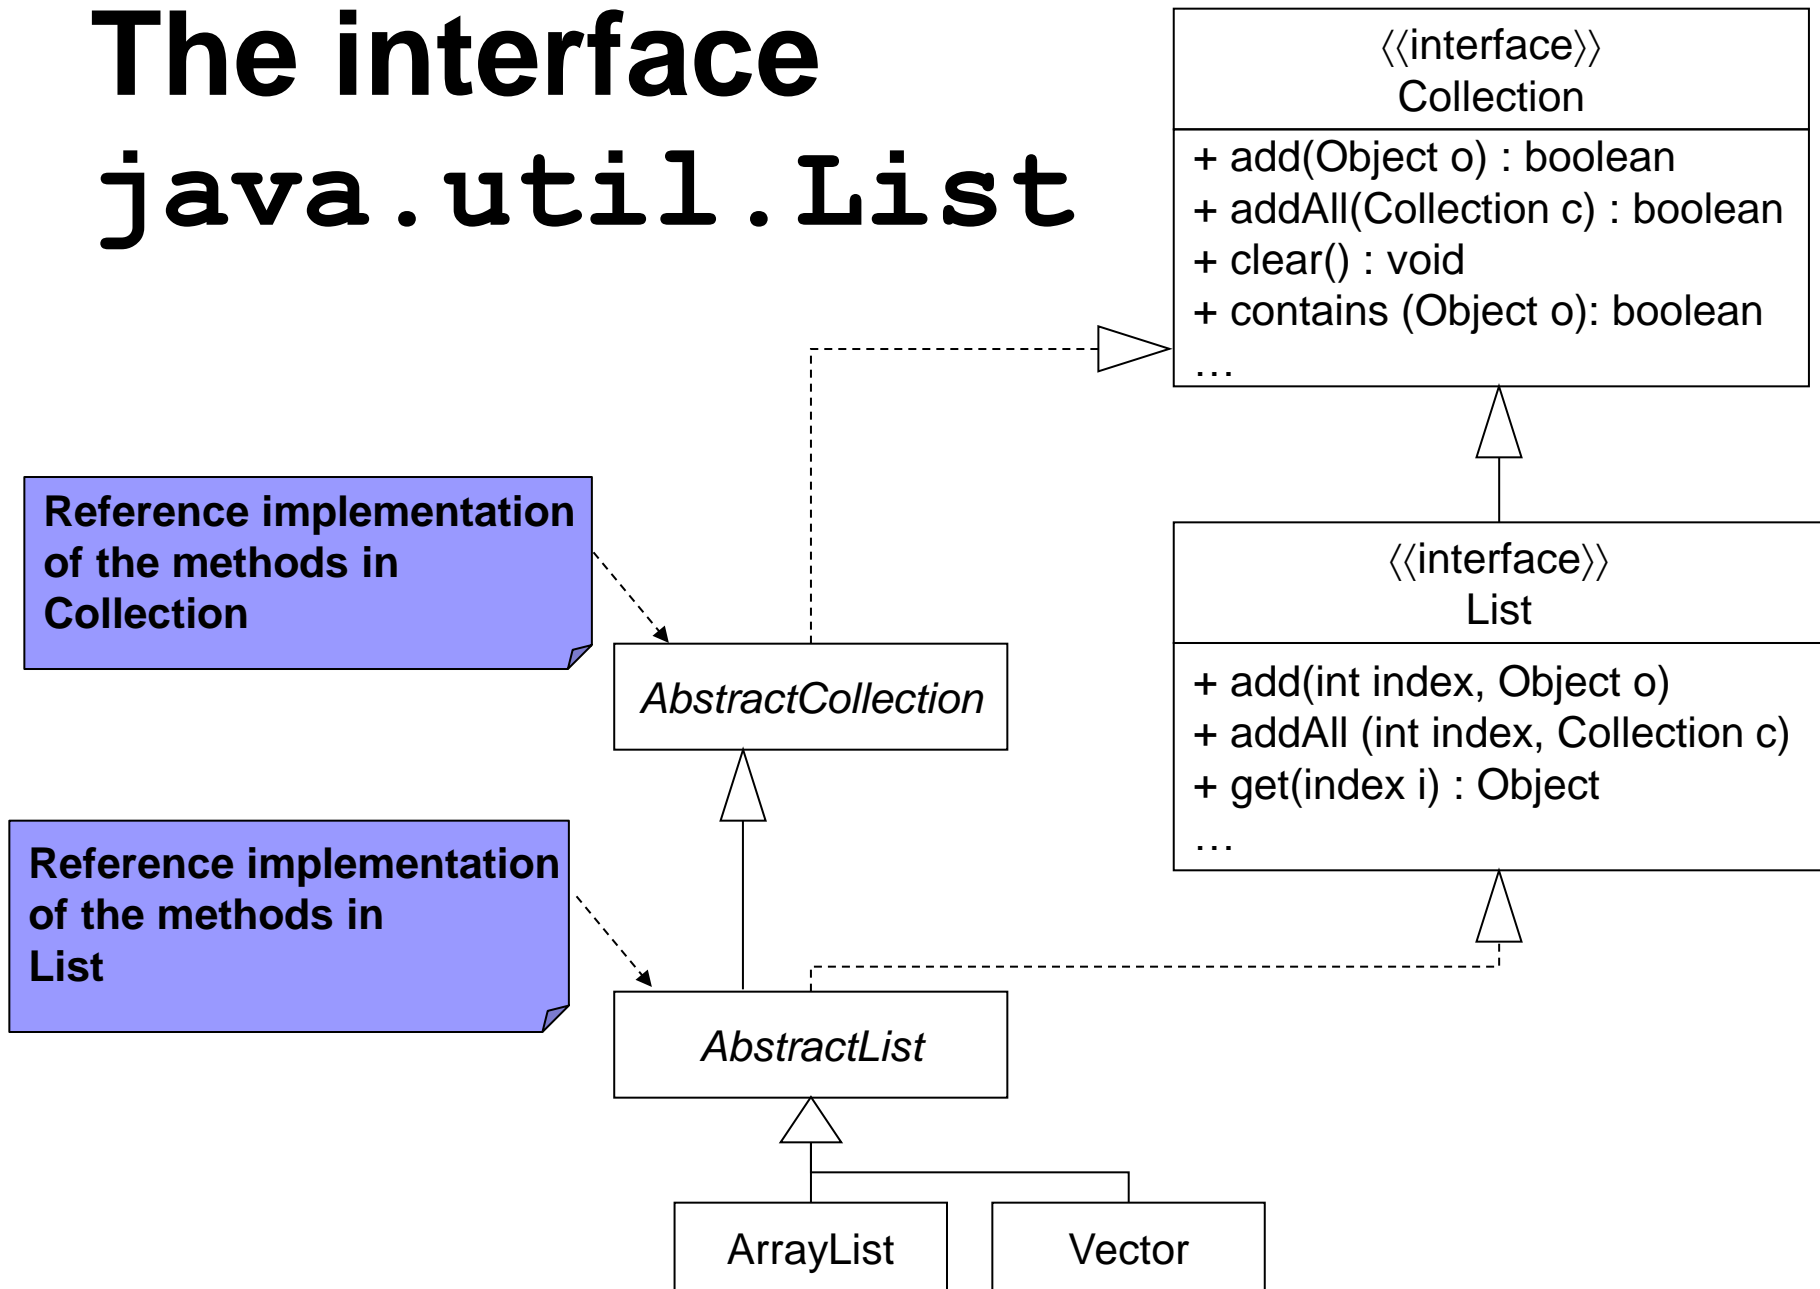 The interface
java.util.List
〈〈interface〉〉
Collection
+ add(Object o) : boolean
+ addAll(Collection c) : boolean
+ clear() : void
+ contains (Object o): boolean
…
Reference implementation
of the methods in
Collection
AbstractCollection
〈〈interface〉〉
List
+ add(int index, Object o)
+ addAll (int index, Collection c)
+ get(index i) : Object
…
Reference implementation
of the methods in
List
AbstractList
ArrayList
Vector